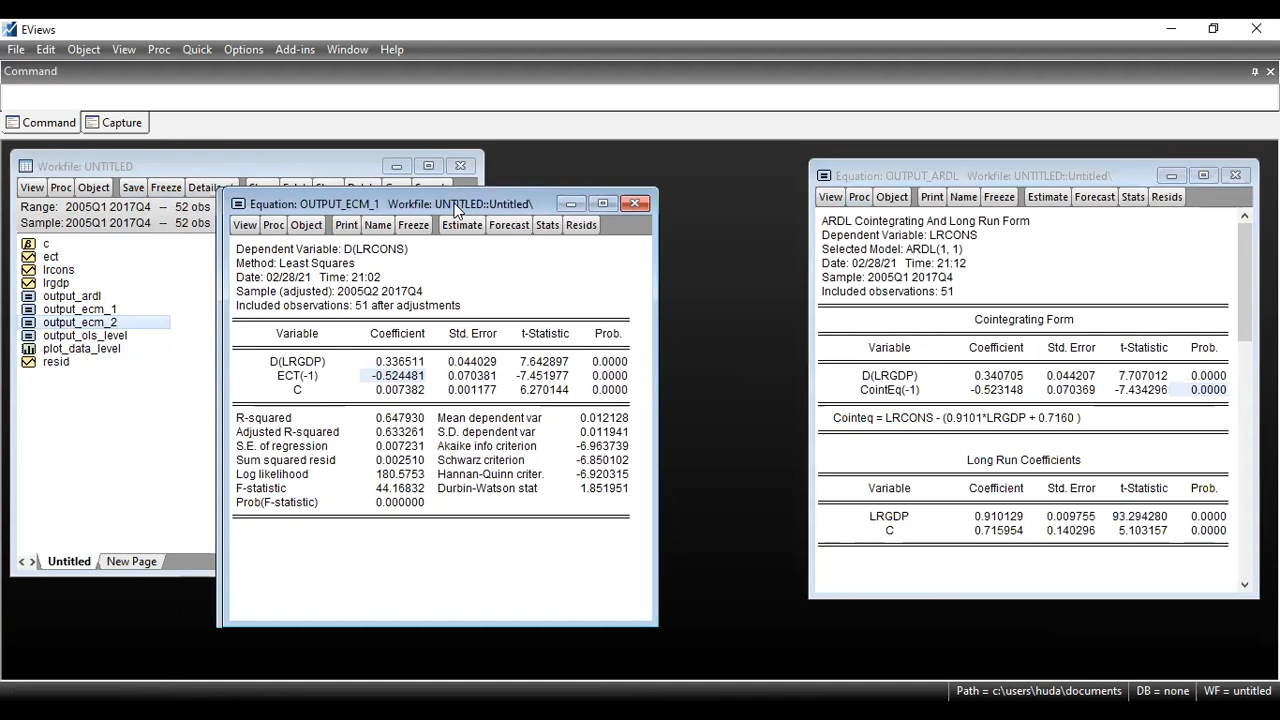 EViews
File Edit Object View Proc Quick Options Add-ins Window Help
Command
Command Capture
Workfile: UNTITLED
View Proc Object Save Freeze
Range: 2005Q1 2017Q4 -- 52 obs
Sample: 2005Q1 2017Q4 -- 52 obs
c
ect
lrcons
lrgdp
output_ardl
output_ecm_1
output_ecm_2
output_ols_level
plot_data_level
resid
Untitled New Page
Equation: OUTPUT_ECM_1 Workfile: UNTITLED::Untitled\
View Proc Object Print Name Freeze Estimate Forecast Stats Resids
Dependent Variable: D(LRCONS)
Method: Least Squares
Date: 02/28/21 Time: 21:02
Sample (adjusted): 2005Q2 2017Q4
Included observations: 51 after adjustments
Variable Coefficient Std. Error t-Statistic Prob.
D(LRGDP) 0.336511 0.044029 7.642897 0.0000
ECT(-1) -0.524481 0.070381 -7.451977 0.0000
C 0.007382 0.001177 6.270144 0.0000
R-squared 0.647930 Mean dependent var 0.012128
Adjusted R-squared 0.633261 S.D. dependent var 0.011941
S.E. of regression 0.007231 Akaike info criterion -6.963739
Sum squared resid 0.002510 Schwarz criterion -6.850102
Log likelihood 180.5753 Hannan-Quinn criter. -6.920315
F-statistic 44.16832 Durbin-Watson stat 1.851951
Prob(F-statistic) 0.000000
Equation: OUTPUT_ARDL Workfile: UNTITLED::Untitled\
View Proc Object Print Name Freeze Estimate Forecast Stats Resids
ARDL Cointegrating And Long Run Form
Dependent Variable: LRCONS
Selected Model: ARDL(1, 1)
Date: 02/28/21 Time: 21:12
Sample: 2005Q1 2017Q4
Included observations: 51
Cointegrating Form
Variable Coefficient Std. Error t-Statistic Prob.
D(LRGDP) 0.340705 0.044207 7.707012 0.0000
CointEq(-1) -0.523148 0.070369 -7.434296 0.0000
Cointeq = LRCONS - (0.9101*LRGDP + 0.7160 )
Long Run Coefficients
Variable Coefficient Std. Error t-Statistic Prob.
LRGDP 0.910129 0.009755 93.294280 0.0000
C 0.715954 0.140296 5.103157 0.0000
Path = c:\users\huda\documents DB = none WF = untitled